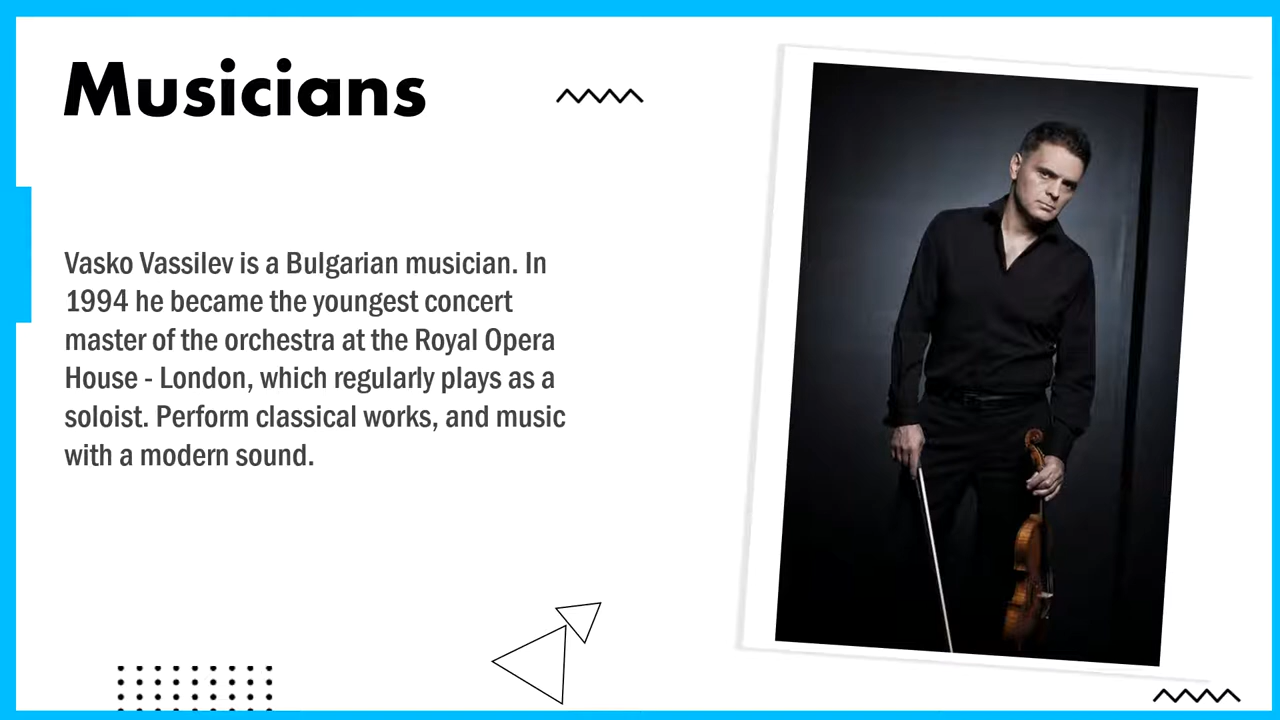 Musicians
Vasko Vassilev is a Bulgarian musician. In
1994 he became the youngest concert
master of the orchestra at the Royal Opera
House - London, which regularly plays as a
soloist. Perform classical works, and music
with a modern sound.